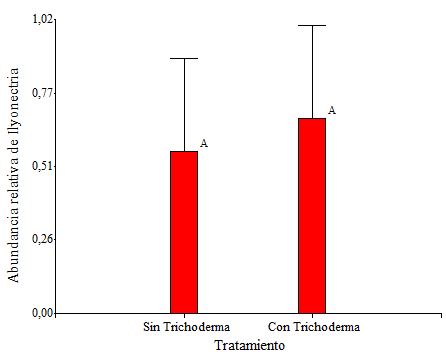 1,02
0,77
0,51
0,26
0,00
Abundancia relativa de Ilyonectria
A
A
Sin Trichoderma
Con Trichoderma
Tratamiento